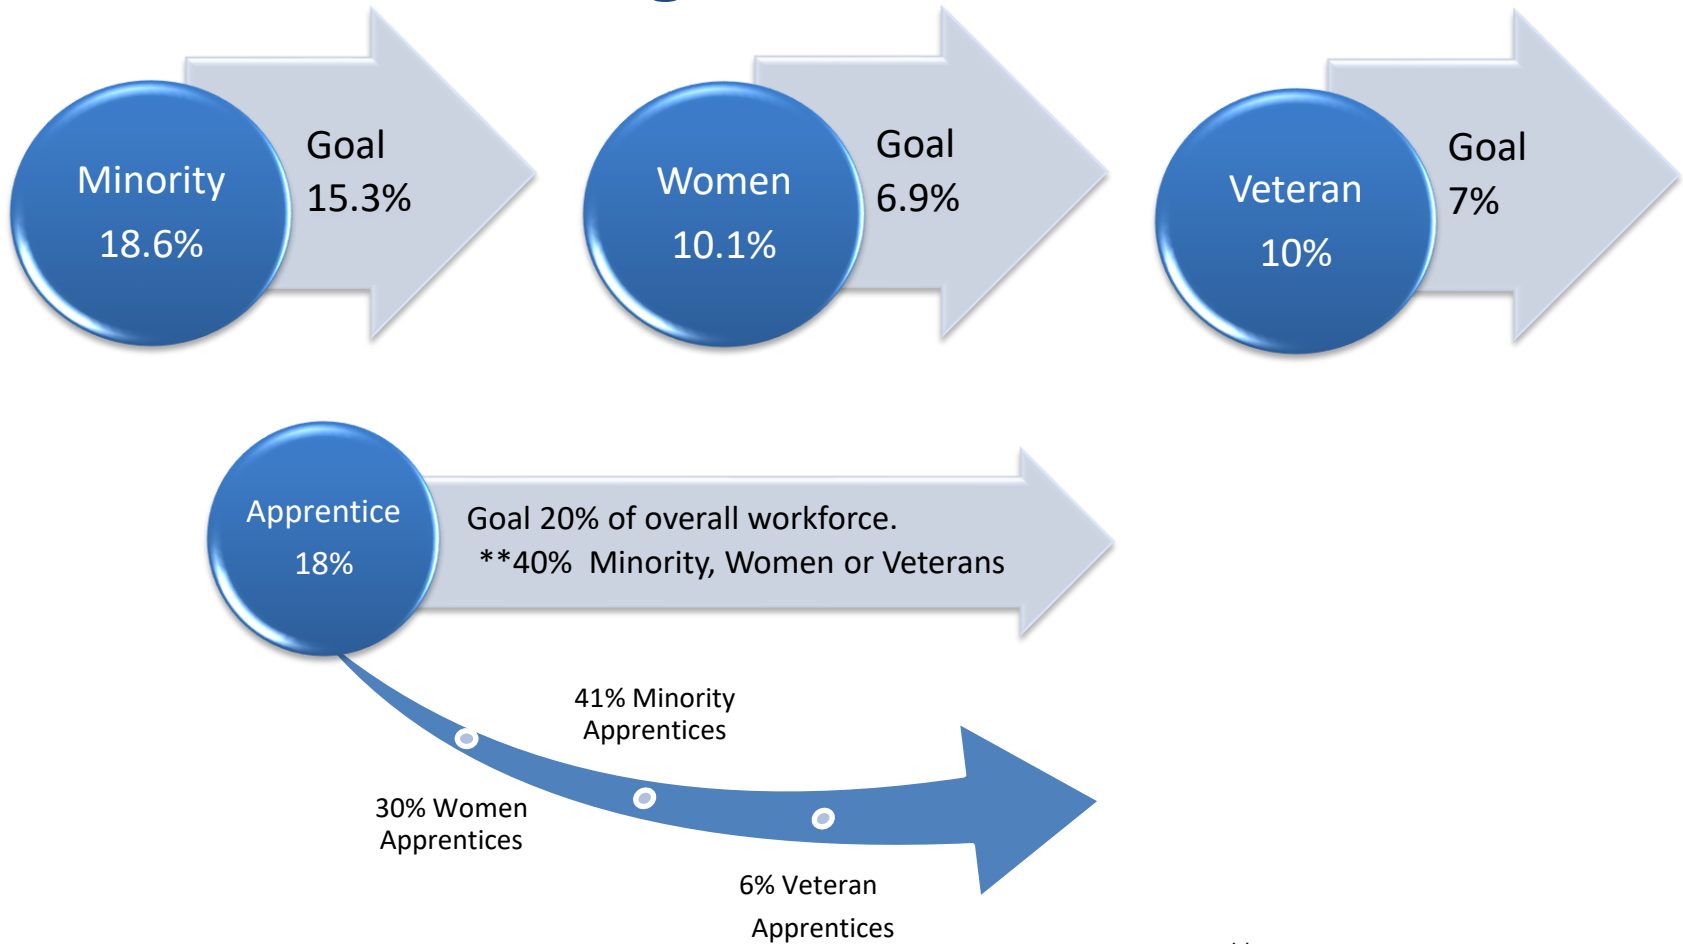 Minority
18.6%
Goal
15.3%
Women
10.1%
Goal
6.9%
Veteran
10%
Goal
7%
Apprentice
18%
Goal 20% of overall workforce.
**40% Minority, Women or Veterans
41% Minority
Apprentices
30% Women
Apprentices
6% Veteran
Apprentices